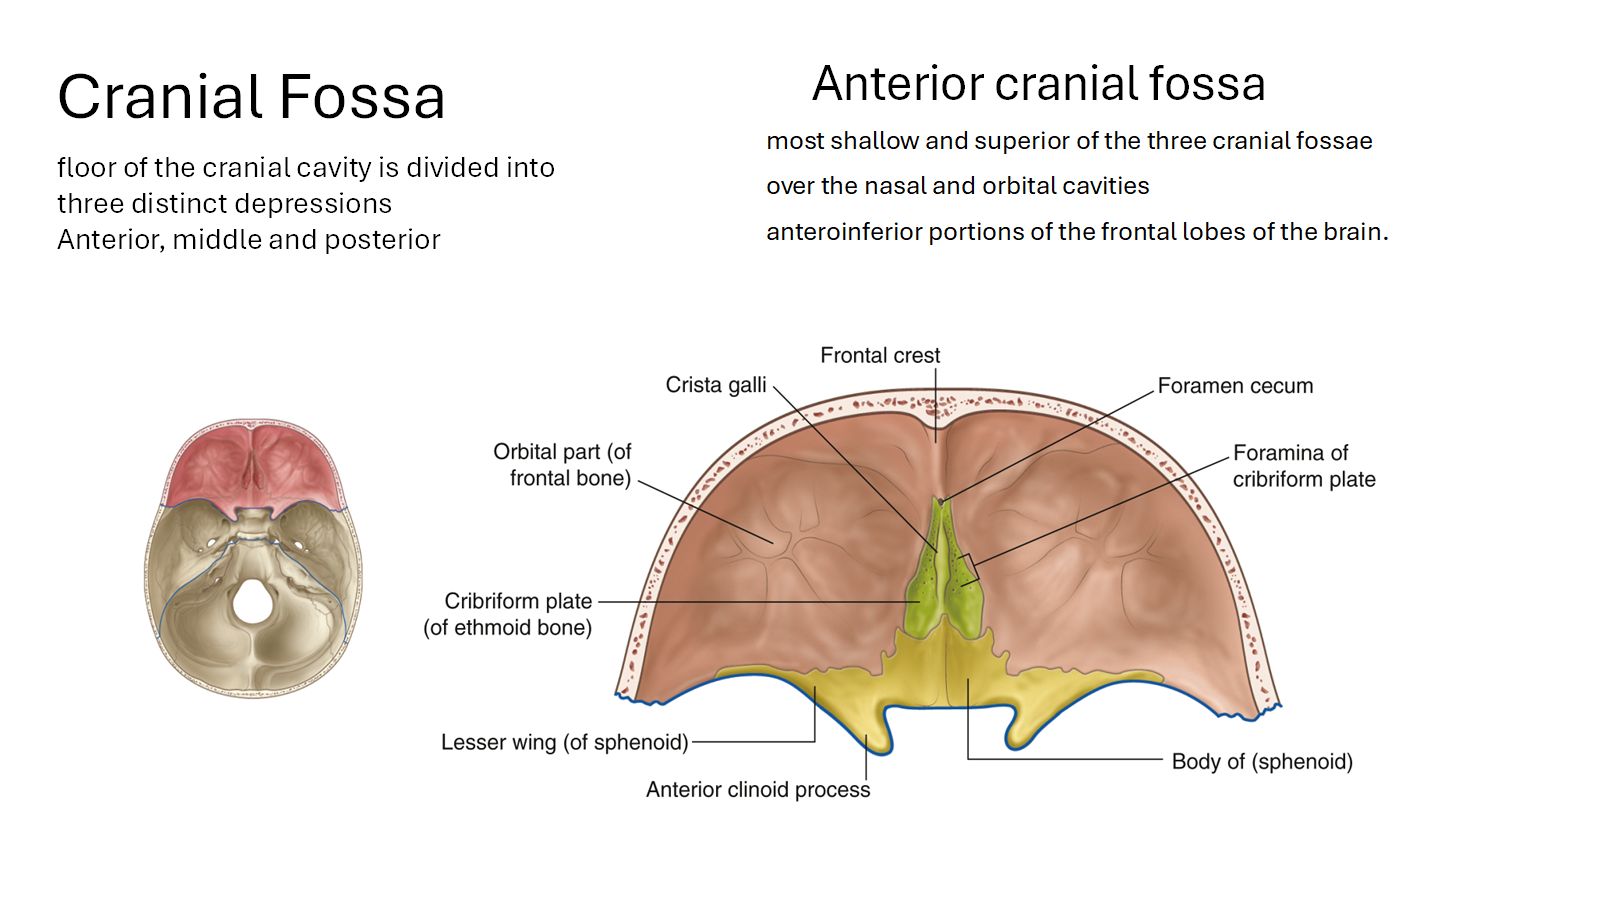 Cranial Fossa
floor of the cranial cavity is divided into
three distinct depressions
Anterior, middle and posterior
Anterior cranial fossa
most shallow and superior of the three cranial fossae
over the nasal and orbital cavities
anteroinferior portions of the frontal lobes of the brain.
Frontal crest
Crista galli
Foramen cecum
Orbital part (of
frontal bone)
Foramina of
cribriform plate
Cribriform plate
(of ethmoid bone)
Lesser wing (of sphenoid)
Anterior clinoid process
Body of (sphenoid)